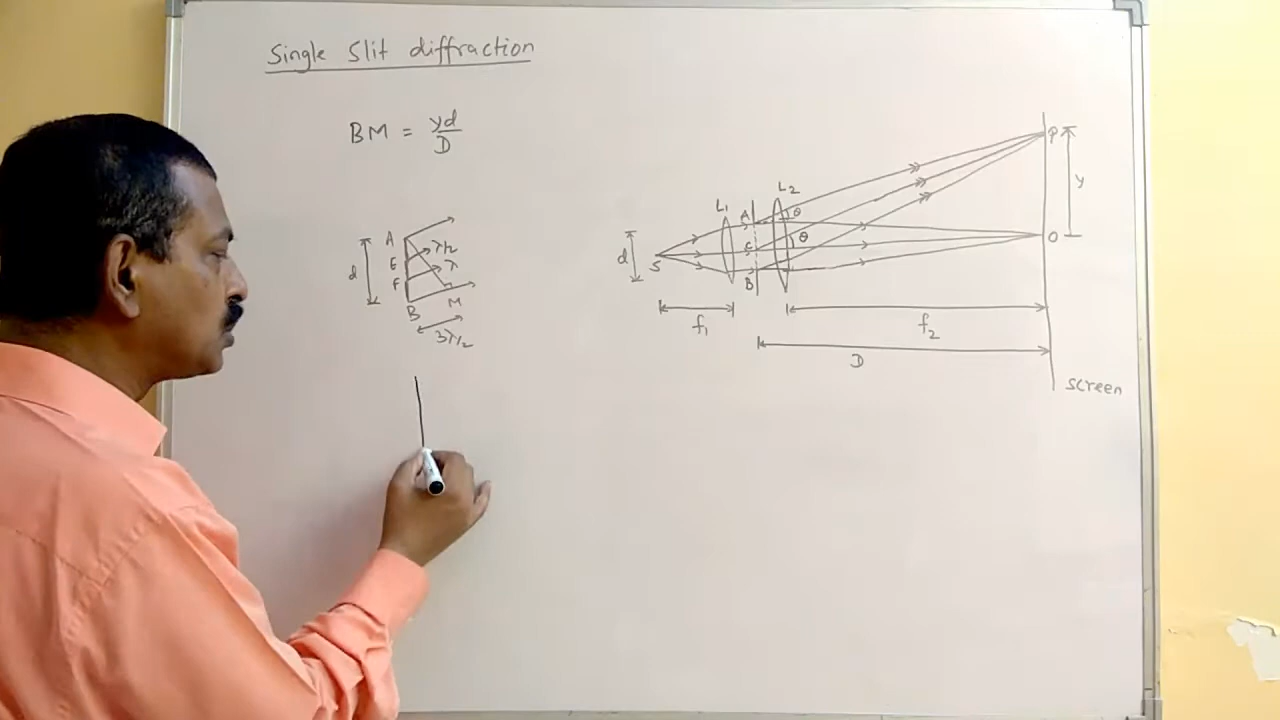 Single Slit diffraction
BM = yd/D
A
λ/2
E
λ
d
F
B
M
3λ/2
P
L2
L1
A
θ
y
d
S
C
θ
O
B
f1
f2
D
Screen